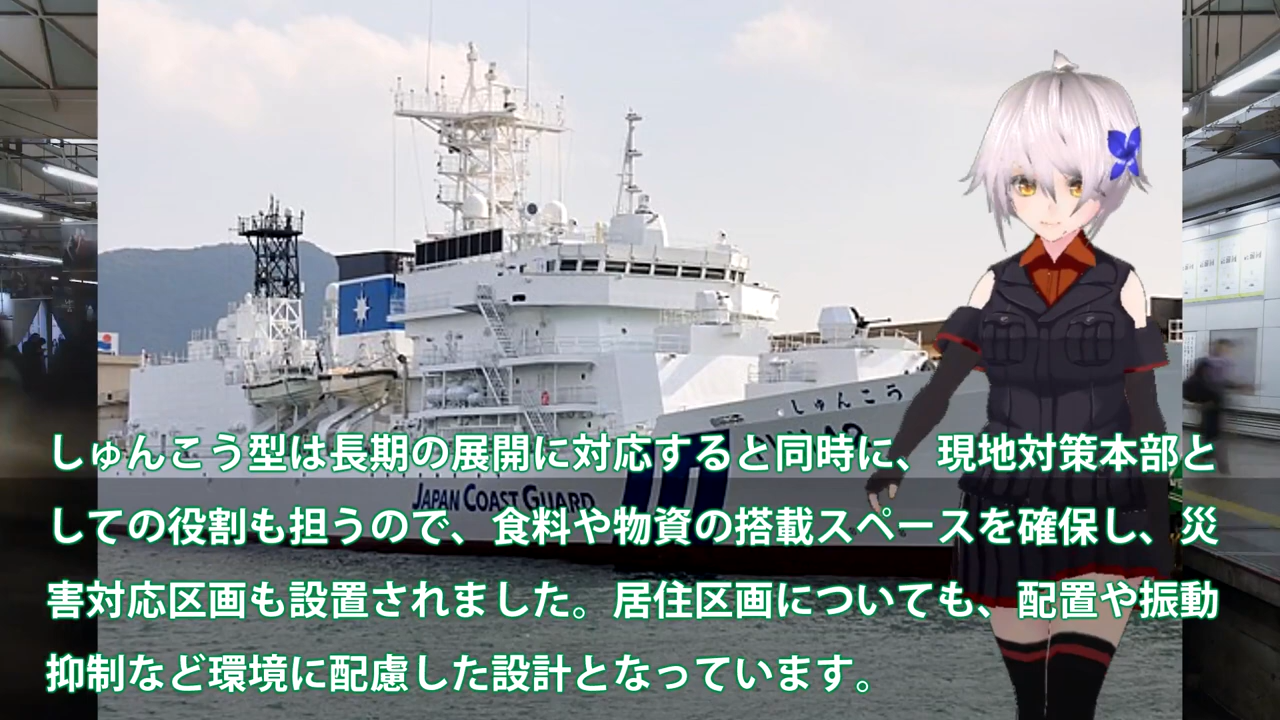 しゅんこう
JAPAN COAST GUARD
しゅんこう型は長期の展開に対応すると同時に、現地対策本部と
しての役割も担うので、食料や物資の搭載スペースを確保し、災
害対応区画も設置されました。居住区画についても、配置や振動
抑制など環境に配慮した設計となっています。